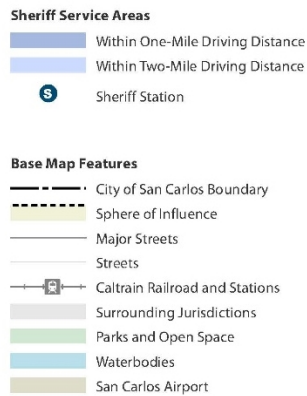 Sheriff Service Areas
Within One-Mile Driving Distance
Within Two-Mile Driving Distance
S Sheriff Station
Base Map Features
City of San Carlos Boundary
Sphere of Influence
Major Streets
Streets
Caltrain Railroad and Stations
Surrounding Jurisdictions
Parks and Open Space
Waterbodies
San Carlos Airport